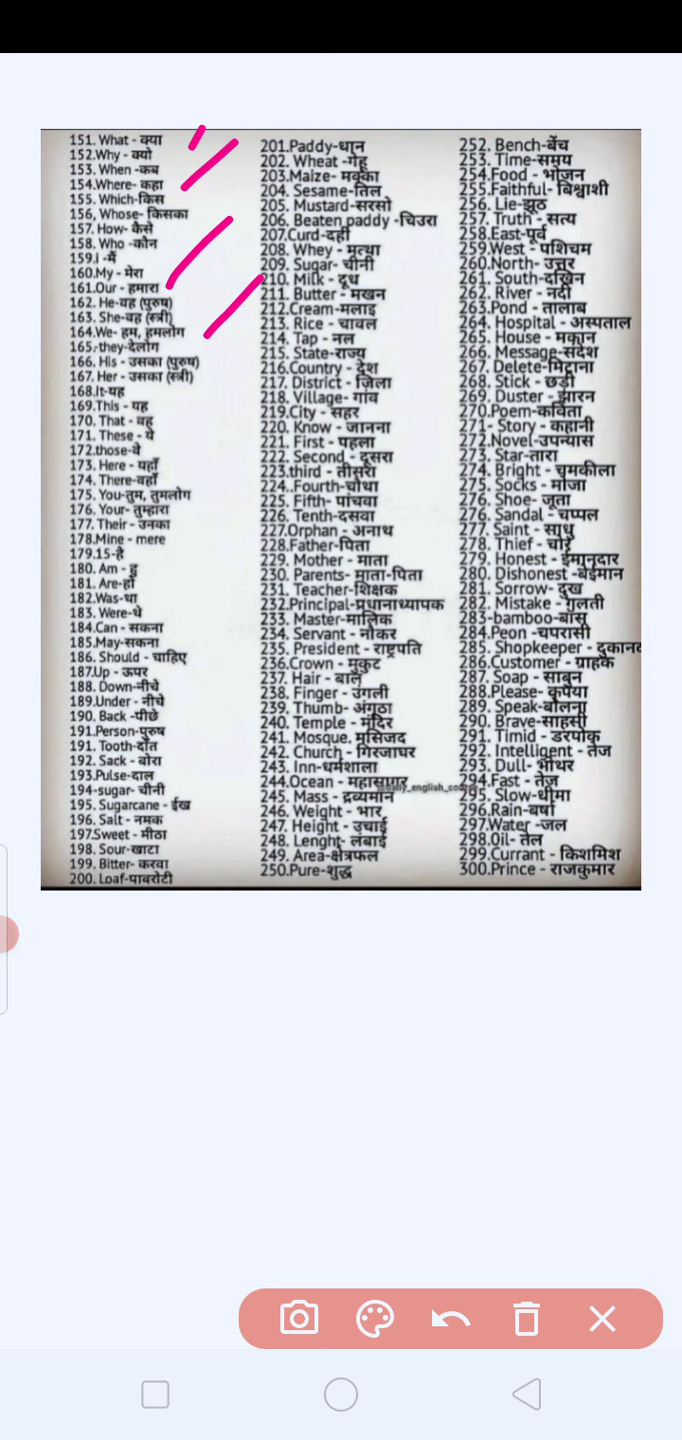 151. What - क्या
152.Why - क्यो
153. When -कब
154.Where- कहा
155. Which-किस
156, Whose- किसका
157. How- कैसे
158. Who -कौन
159.I -मैं
160.My - मेरा
161.Our - हमारा
162. He-वह (पुरुष)
163. She-वह (स्त्री)
164.We- हम, हमलोग
165.-they-देलोग
166. His - उसका (पुरुष)
167. Her - उसका (स्त्री)
168.It-यह
169.This - यह
170. That - वह
171. These - ये
172.those-वे
173. Here - यहाँ
174. There-वहाँ
175. You-तुम, तुमलोग
176. Your- तुम्हारा
177. Their - उनका
178.Mine - mere
179.15-है
180. Am - हु
181. Are-हो
182.Was-था
183. Were-थे
184.Can - सकना
185.May-सकना
186. Should - चाहिए
187.Up - ऊपर
188. Down-नीचे
189.Under - नीचे
190. Back -पीछे
191.Person-पुरुष
191. Tooth-दाँत
192. Sack - बोरा
193.Pulse-दाल
194-sugar- चीनी
195. Sugarcane - ईख
196. Salt - नमक
197.Sweet - मीठा
198. Sour-खाटा
199. Bitter- करवा
200. Loaf-पावरोटी
201.Paddy-धान
202. Wheat -गेहू
203.Maize- मक्का
204. Sesame-तिल
205. Mustard-सरसो
206. Beaten paddy -चिउरा
207.Curd-दही
208. Whey - मत्था
209. Sugar- चीनी
210. Milk - दूध
211. Butter - मखन
212.Cream-मलाइ
213. Rice - चावल
214. Tap - नल
215. State-राज्य
216.Country - देश
217. District - ज़िला
218. Village- गांव
219.City - सहर
220. Know - जानना
221. First - पहला
222. Second - दूसरा
223.third - तीसरा
224..Fourth-चौथा
225. Fifth- पांचवा
226. Tenth-दसवा
227.Orphan - अनाथ
228.Father-पिता
229. Mother - माता
230. Parents- माता-पिता
231. Teacher-शिक्षक
232.Principal-प्रधानाध्यापक
233. Master-मालिक
234. Servant - नौकर
235. President - राष्ट्रपति
236.Crown - मुकुट
237. Hair - बाल
238. Finger - उंगली
239. Thumb- अंगूठा
240. Temple - मंदिर
241. Mosque. मसिजद
242. Church - गिरजाघर
243. Inn-धर्मशाला
244.Ocean - महासागर
245. Mass - द्रव्यमान
246. Weight - भार
247. Height - उचाई
248. Lenght- लंबाई
249. Area-क्षेत्रफल
250.Pure-शुद्ध
252. Bench-बेंच
253. Time-समय
254.Food - भोजन
255.Faithful- बिश्वाशी
256. Lie-झूठ
257. Truth - सत्य
258.East-पूर्व
259.West - पशिचम
260.North- उत्तर
261. South-दखिन
262. River - नदी
263.Pond - तालाब
264. Hospital - अस्पताल
265. House - मकान
266. Message-संदेश
267. Delete-मिटाना
268. Stick - छड़ी
269. Duster - झारन
270.Poem-कविता
271- Story - कहानी
272.Novel-उपन्यास
273. Star-तारा
274. Bright - चमकीला
275. Socks - मोजा
276. Shoe- जूता
276. Sandal - चप्पल
277. Saint - साधु
278. Thief - चोर
279. Honest - ईमानदार
280. Dishonest -बेईमान
281. Sorrow- दुख
282. Mistake - गलती
283-bamboo-बांस
284.Peon -चपरासी
285. Shopkeeper - दुकानद
286.Customer - ग्राहक
287. Soap - साबुन
288.Please- कृपया
289. Speak-बोलना
290. Brave-साहसी
291. Timid - डरपोक
292. Intelligent - तेज
293. Dull- भोथर
294.Fast - तेज़
295. Slow-धीमा
296.Rain-बर्षा
297.Water -जल
298.Oil- तेल
299.Currant - किशमिश
300.Prince - राजकुमार